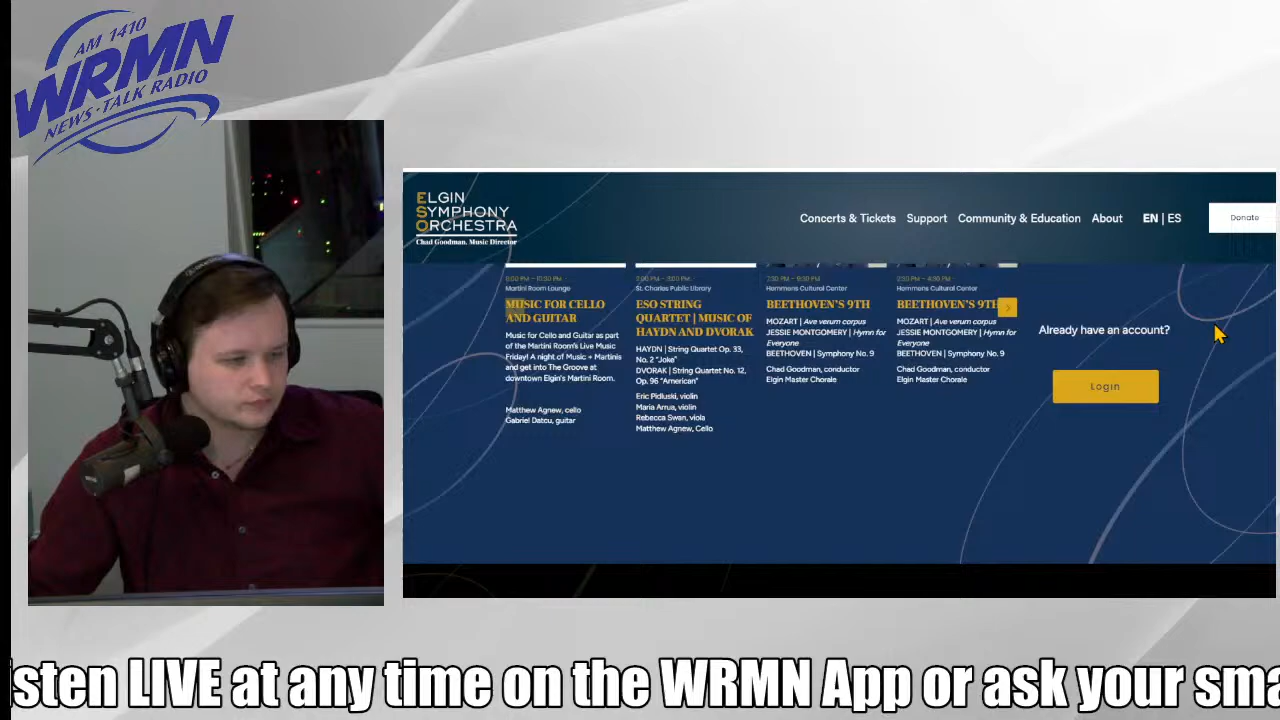 AM 1410
WRMN
NEWS·TALK RADIO
ELGIN
SYMPHONY
ORCHESTRA
Chad Goodman, Music Director
Concerts & Tickets Support Community & Education About EN | ES Donate
Martini Room Lounge
MUSIC FOR CELLO
AND GUITAR
Music for Cello and Guitar as part
of the Martini Room's Live Music
Friday! A night of Music + Martinis
and get into The Groove at
downtown Elgin's Martini Room.
Matthew Agnew, cello
Gabriel Datcu, guitar
St. Charles Public Library
ESO STRING
QUARTET | MUSIC OF
HAYDN AND DVORAK
HAYDN | String Quartet Op. 33,
No. 2 "Joke"
DVORAK | String Quartet No. 12,
Op. 96 "American"
Eric Pidluski, violin
Maria Arrua, violin
Rebecca Swan, viola
Matthew Agnew, Cello
Hemmens Cultural Center
BEETHOVEN'S 9TH
MOZART | Ave verum corpus
JESSIE MONTGOMERY | Hymn for
Everyone
BEETHOVEN | Symphony No. 9
Chad Goodman, conductor
Elgin Master Chorale
Hemmens Cultural Center
BEETHOVEN'S 9TH
MOZART | Ave verum corpus
JESSIE MONTGOMERY | Hymn for
Everyone
BEETHOVEN | Symphony No. 9
Chad Goodman, conductor
Elgin Master Chorale
Already have an account?
Login
isten LIVE at any time on the WRMN App or ask your sma